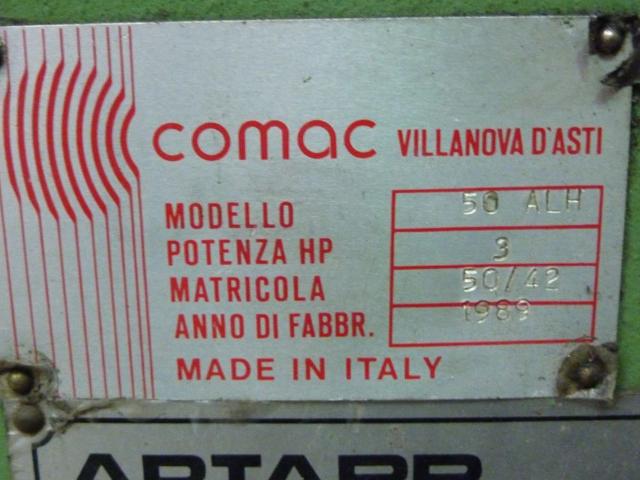 comac VILLANOVA D'ASTI
MODELLO 50 ALH
POTENZA HP 3
MATRICOLA 50/42
ANNO DI FABBR. 1989
MADE IN ITALY